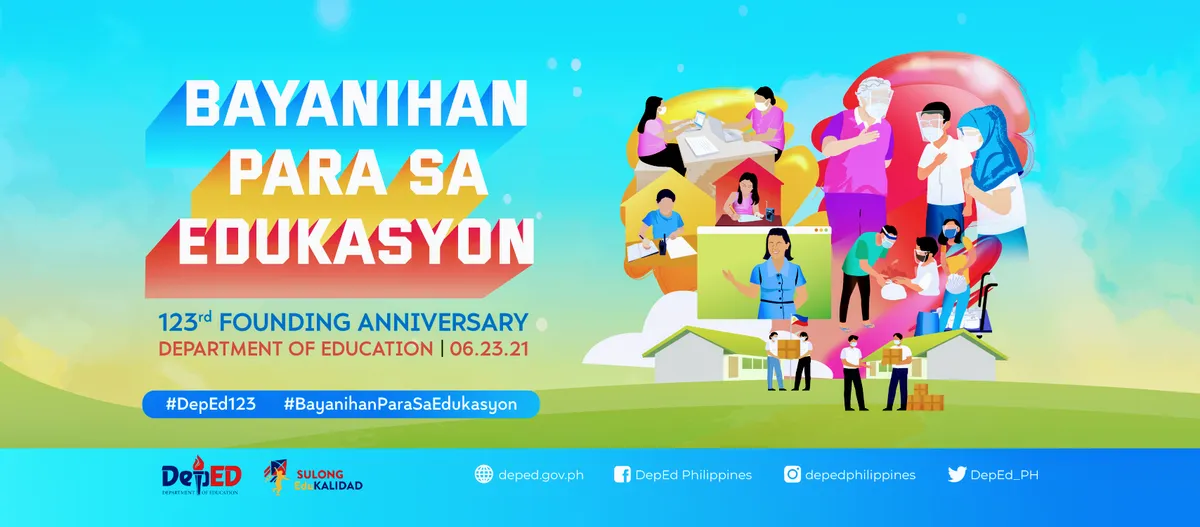 BAYANIHAN
PARA SA
EDUKASYON
123rd FOUNDING ANNIVERSARY
DEPARTMENT OF EDUCATION | 06.23.21
#DepEd123 #BayanihanParaSaEdukasyon
DepED
DEPARTMENT OF EDUCATION
SULONG
EduKALIDAD
deped.gov.ph
DepEd Philippines
depedphilippines
DepEd_PH